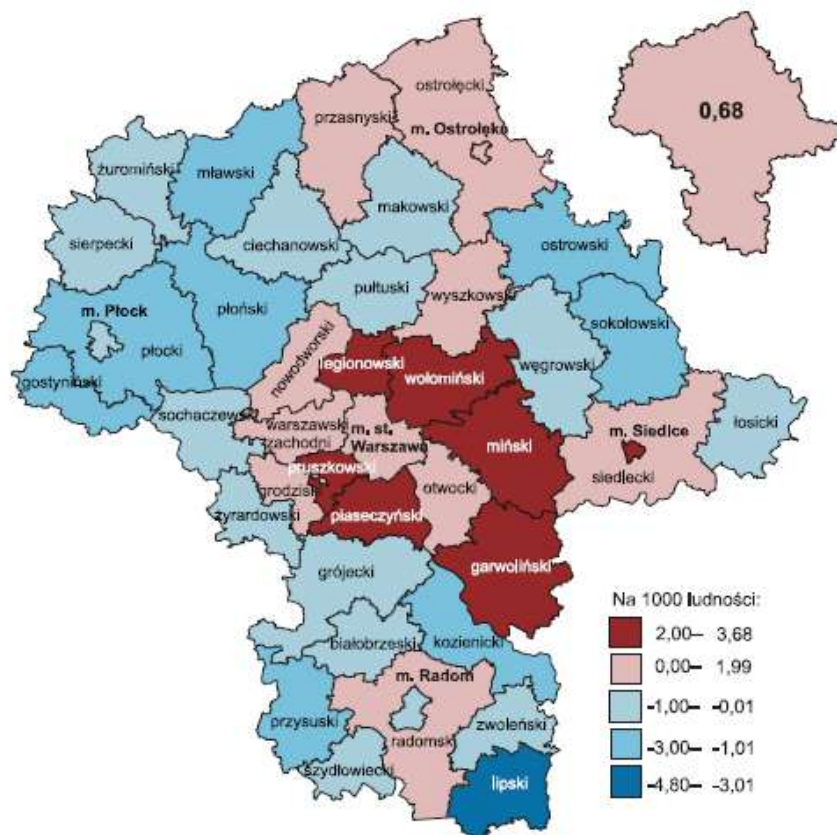 ostrołęcki
przasnyski
m. Ostrołęka
0,68
żuromiński
mławski
makowski
sierpecki
ciechanowski
ostrowski
pułtuski
wyszkowski
m. Płock
płoński
sokołowski
płocki
nowodworski
legionowski
wołomiński
węgrowski
gostyniński
sochaczewski
łosicki
warszawski
zachodni
m. st.
Warszawa
miński
m. Siedlce
pruszkowski
siedlecki
grodziski
otwocki
piaseczyński
żyrardowski
garwoliński
grójecki
Na 1000 ludności:
2,00– 3,68
białobrzeski
kozienicki
0,00– 1,99
m. Radom
-1,00– -0,01
przysuski
zwoleński
radomski
-3,00– -1,01
szydłowiecki
lipski
-4,80– -3,01